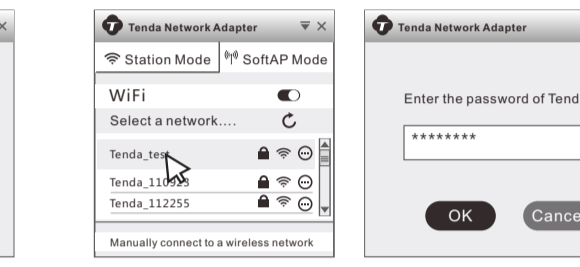 Tenda Network Adapter
Station Mode SoftAP Mode
WiFi
Select a network....
Tenda_test
Tenda_110923
Tenda_112255
Manually connect to a wireless network
Tenda Network Adapter
Enter the password of Tend
********
OK Cance